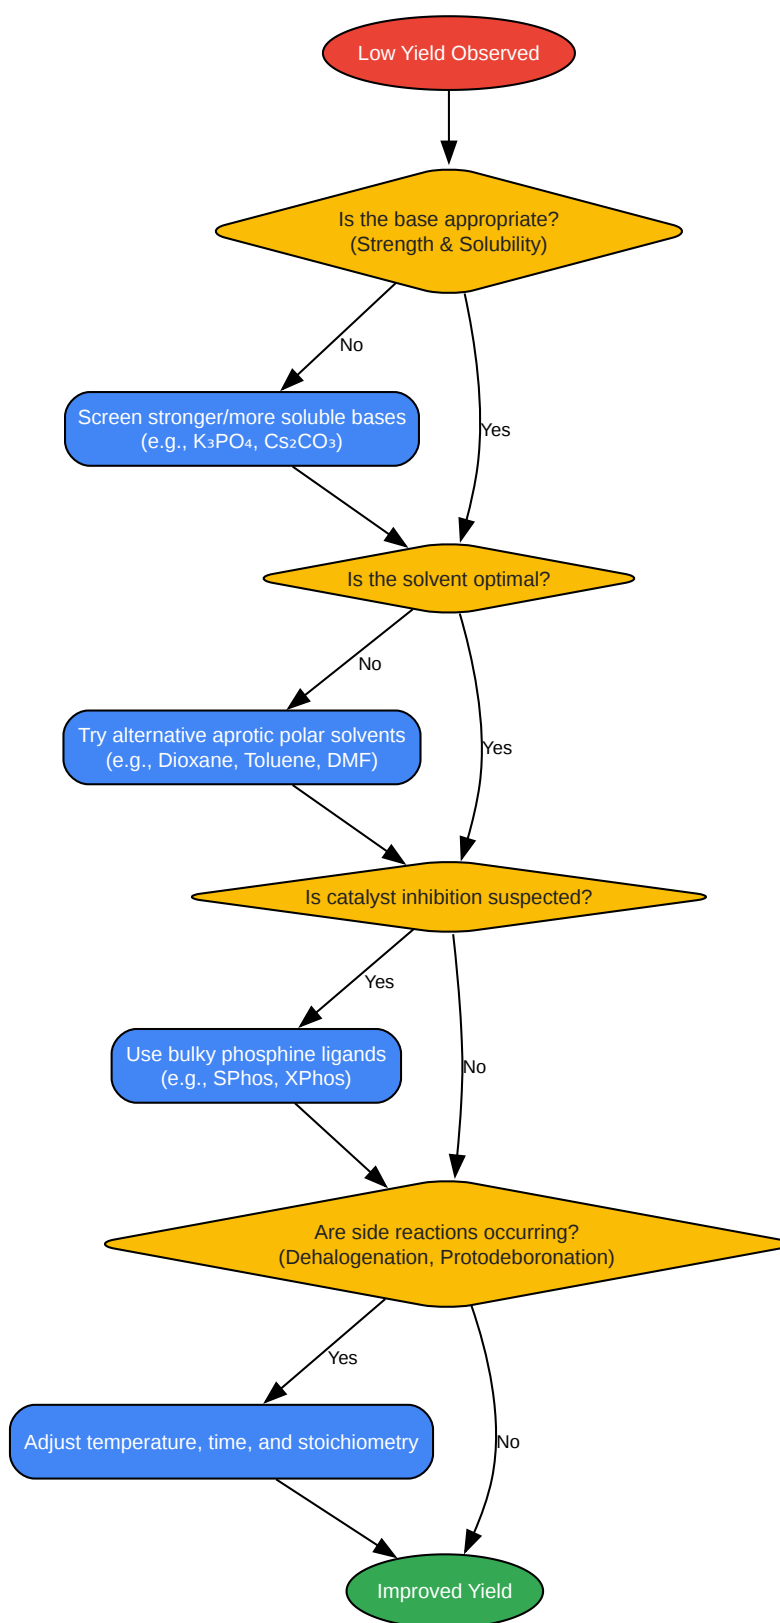 Low Yield Observed
Is the base appropriate?
(Strength & Solubility)
No
Yes
Screen stronger/more soluble bases
(e.g., K₃PO₄, Cs₂CO₃)
Is the solvent optimal?
No
Yes
Try alternative aprotic polar solvents
(e.g., Dioxane, Toluene, DMF)
Is catalyst inhibition suspected?
Yes
No
Use bulky phosphine ligands
(e.g., SPhos, XPhos)
Are side reactions occurring?
(Dehalogenation, Protodeboronation)
Yes
No
Adjust temperature, time, and stoichiometry
Improved Yield